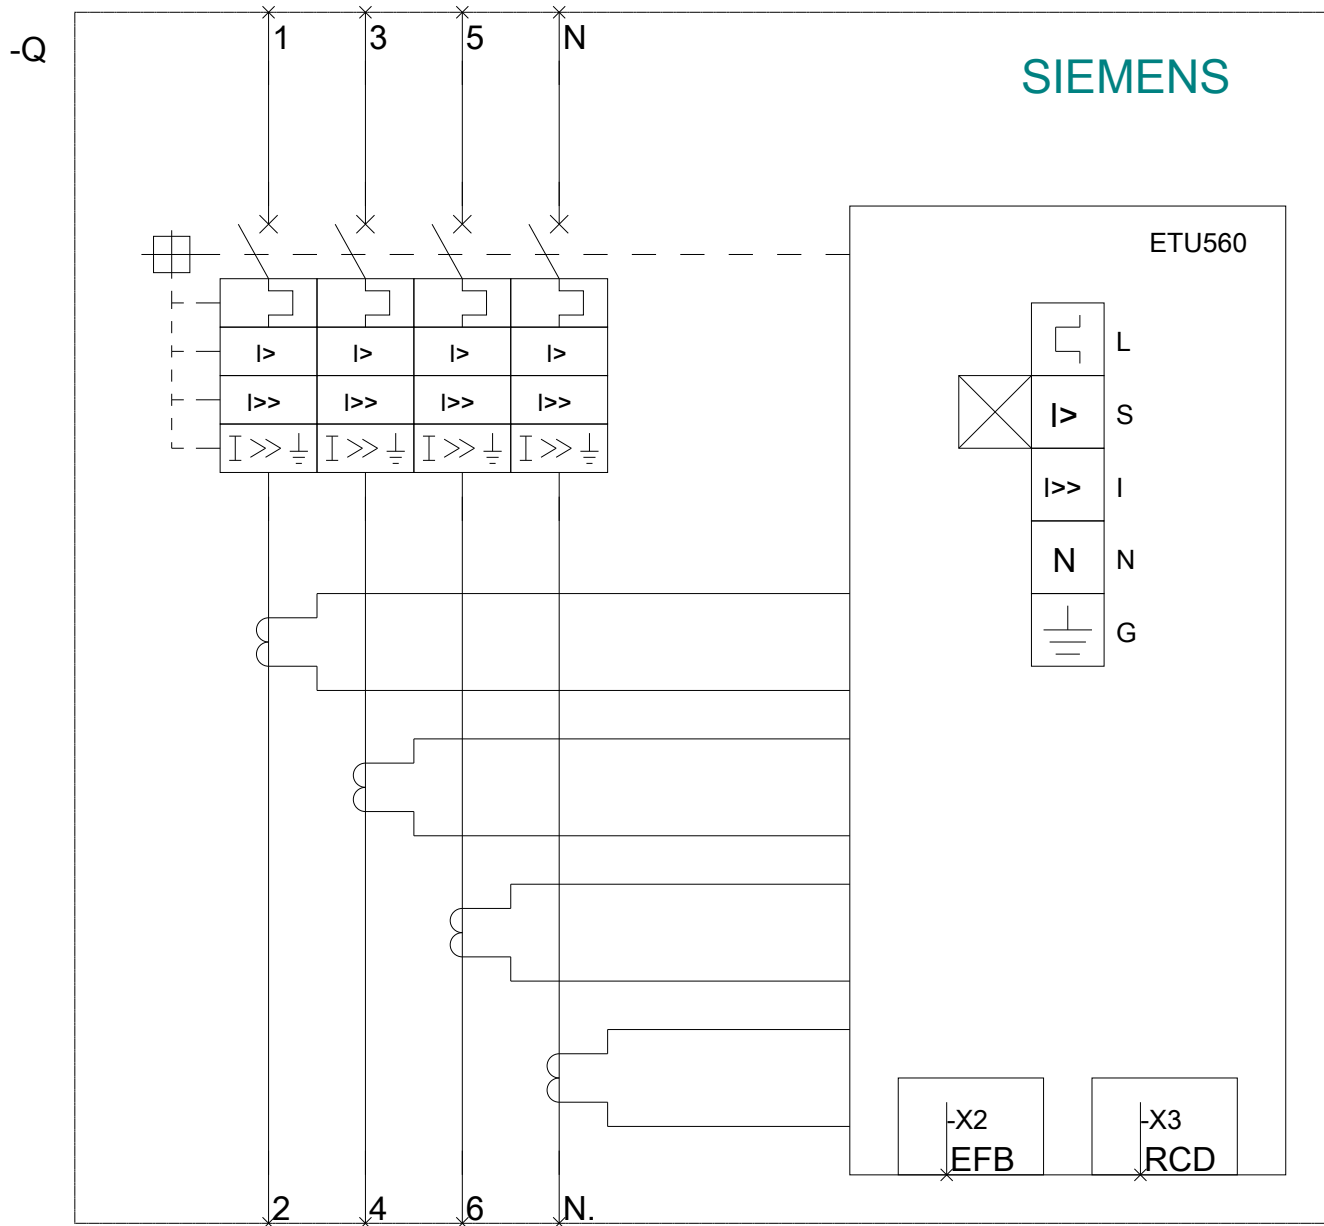 1 3 5 N
-Q
SIEMENS
ETU560
L
I> I> I> I>
I> S
I>> I>> I>> I>>
I>> >> I>> I>>
I>> I
N N
G
-X2 -X3
EFB RCD
2 4 6 N.